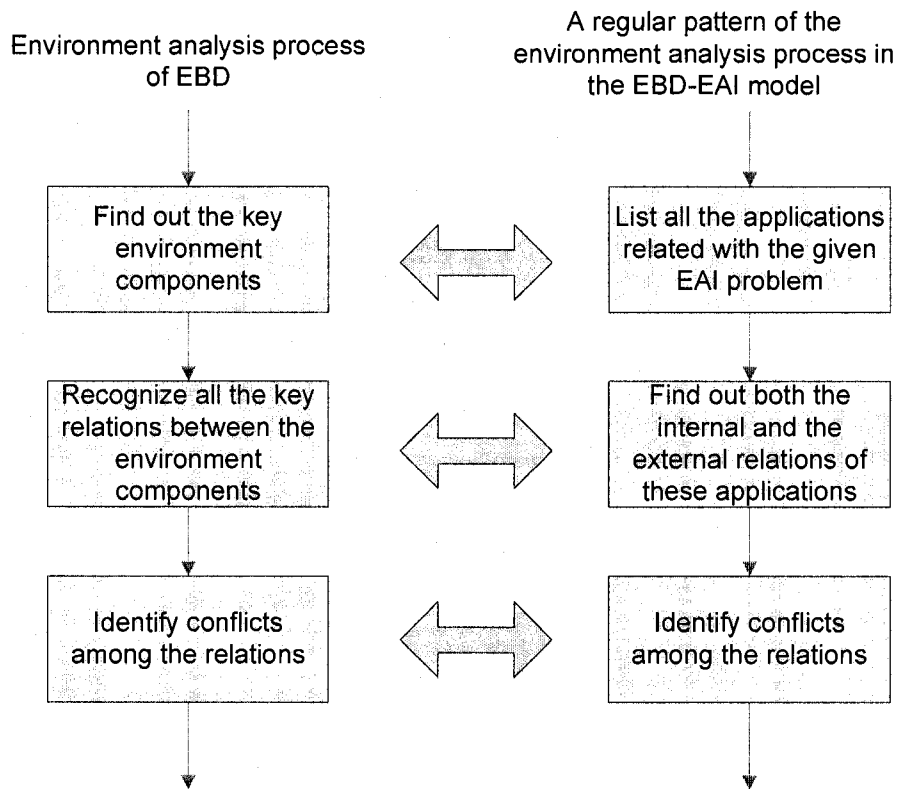 Environment analysis process
of EBD
A regular pattern of the
environment analysis process in
the EBD-EAI model
Find out the key
environment
components
List all the applications
related with the given
EAI problem
Recognize all the key
relations between the
environment
components
Find out both the
internal and the
external relations of
these applications
Identify conflicts
among the relations
Identify conflicts
among the relations